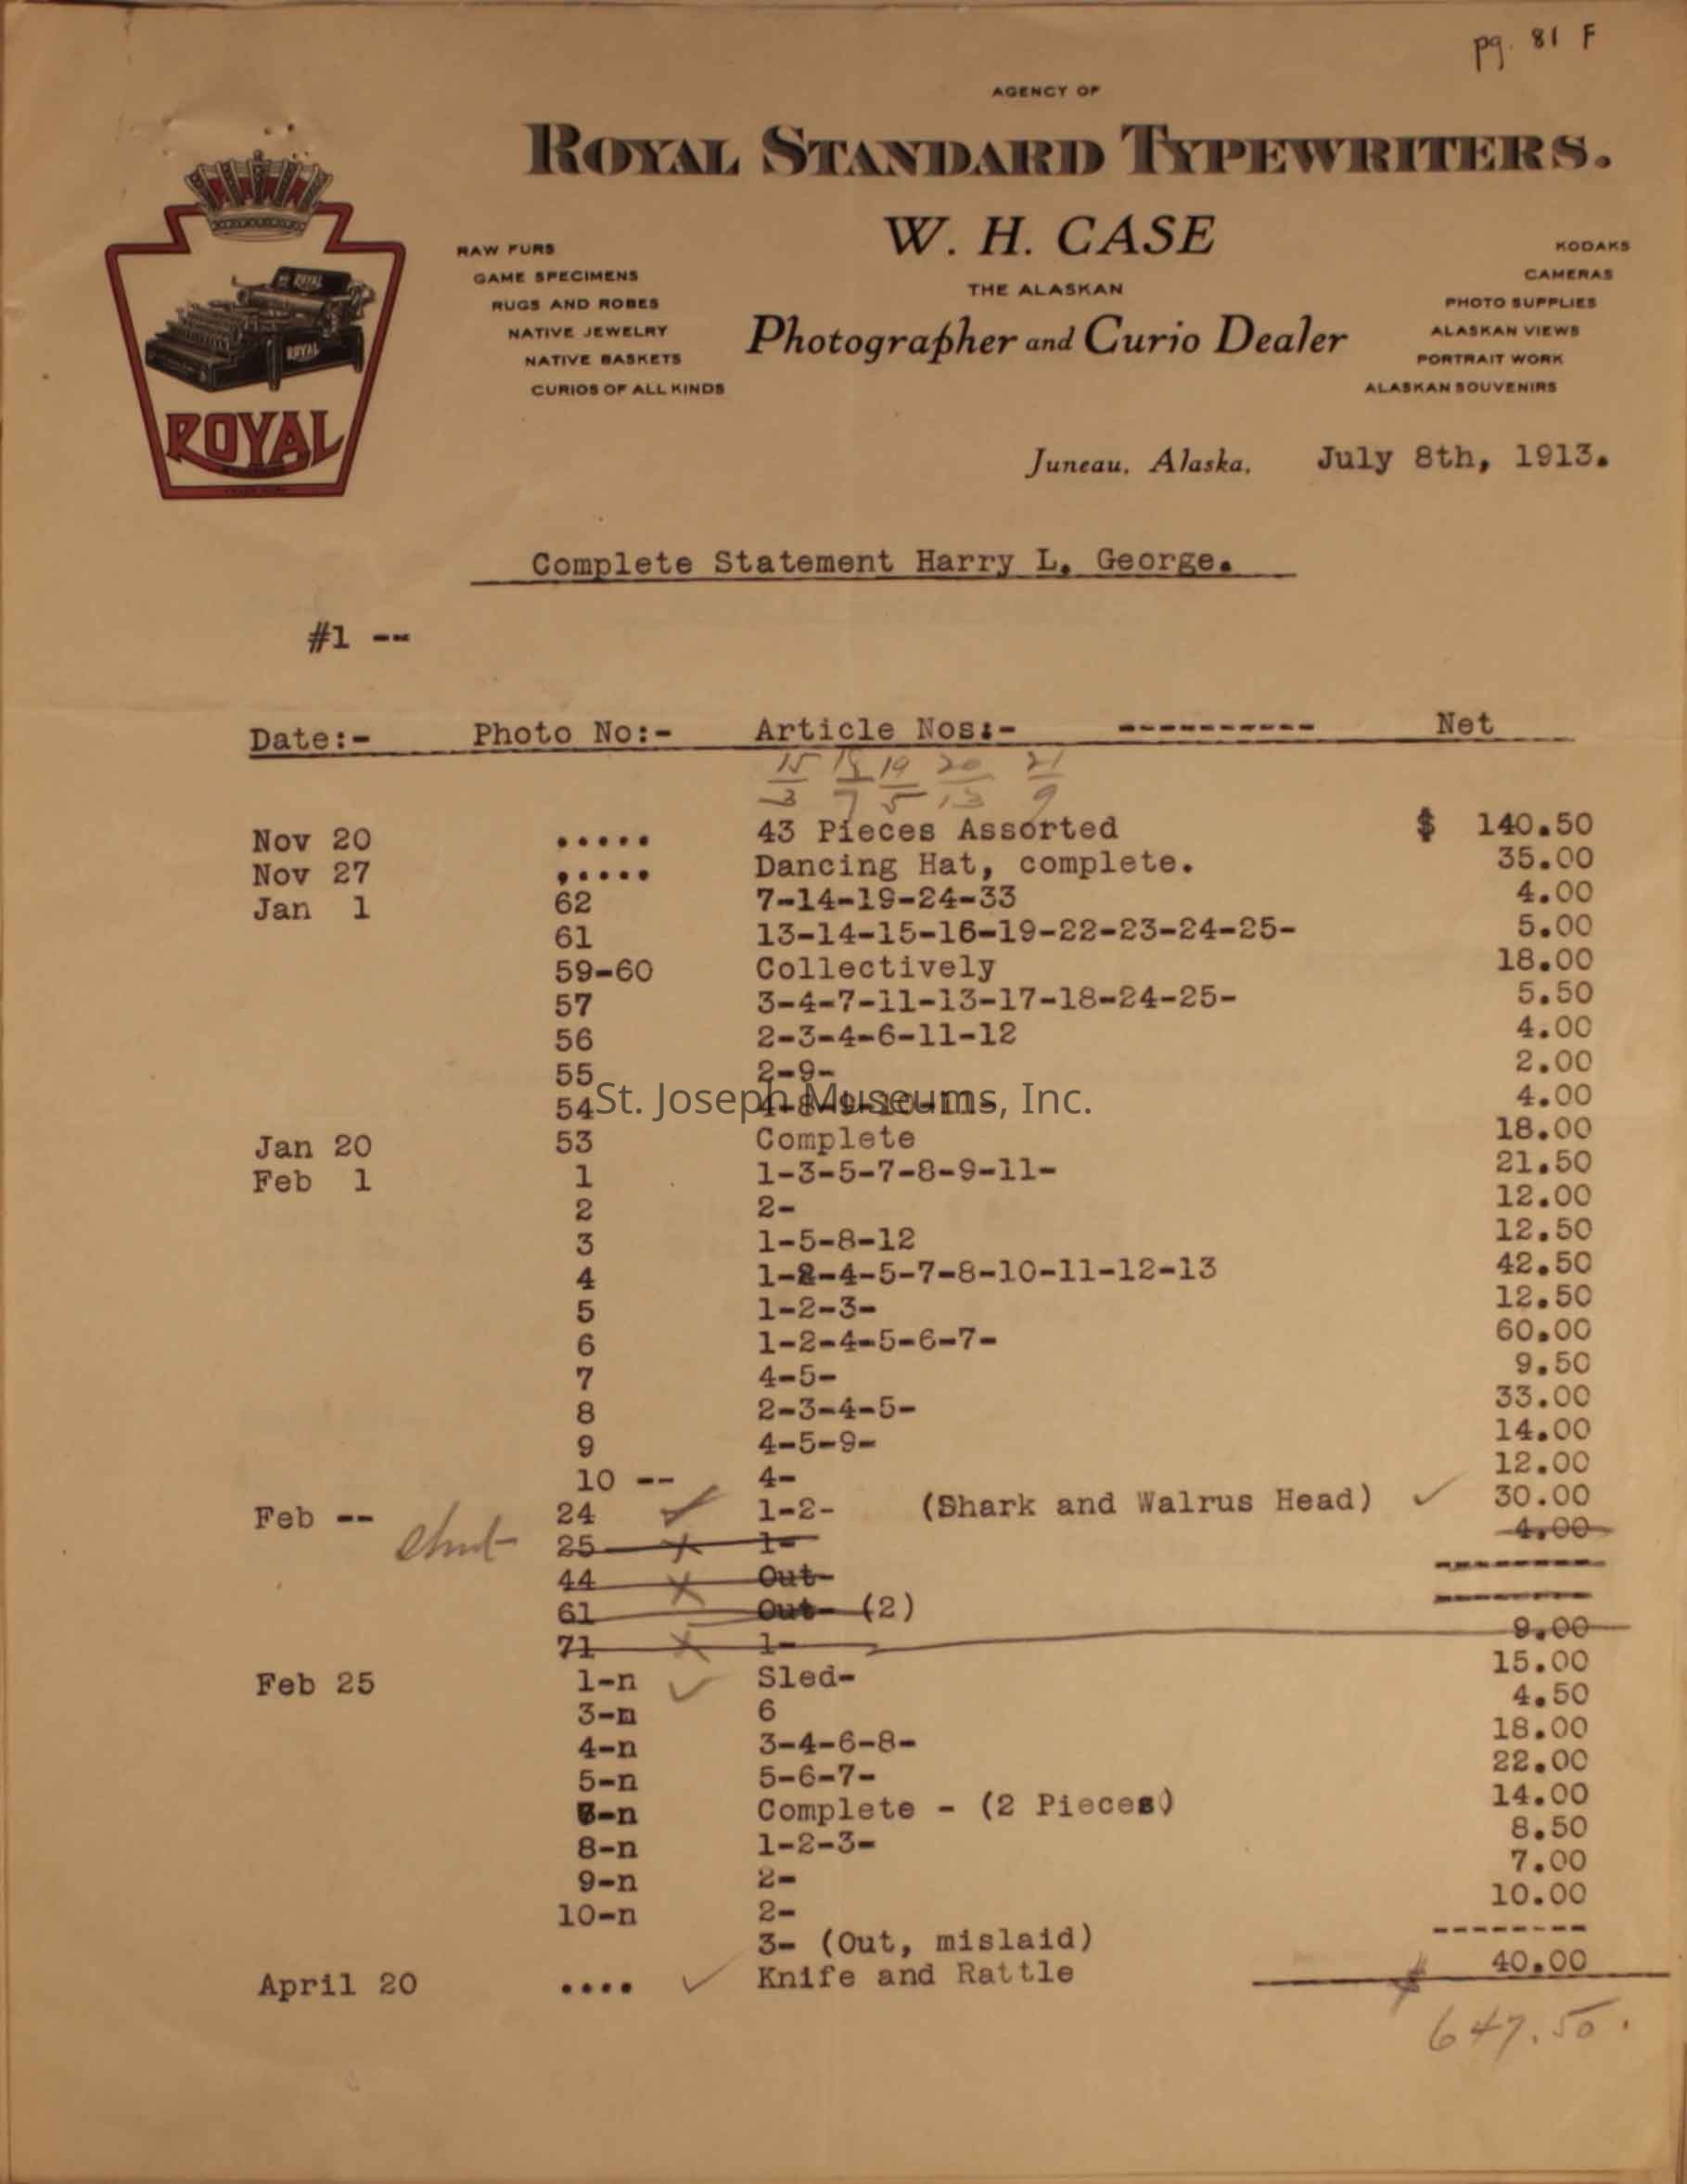 pg. 81 F
AGENCY OF
ROYAL STANDARD TYPEWRITERS.
W. H. CASE
THE ALASKAN
Photographer and Curio Dealer
RAW FURS
GAME SPECIMENS
RUGS AND ROBES
NATIVE JEWELRY
NATIVE BASKETS
CURIOS OF ALL KINDS
KODAKS
CAMERAS
PHOTO SUPPLIES
ALASKAN VIEWS
PORTRAIT WORK
ALASKAN SOUVENIRS
ROYAL
ROYAL
ROYAL
Juneau, Alaska, July 8th, 1913.
Complete Statement Harry L. George.
#1 --
Date:- Photo No:- Article Nos:- ---------- Net
15 19 20 21
3 7 5 13 9
Nov 20 ..... 43 Pieces Assorted $ 140.50
Nov 27 ..... Dancing Hat, complete. 35.00
Jan 1 62 7-14-19-24-33 4.00
61 13-14-15-16-19-22-23-24-25- 5.00
59-60 Collectively 18.00
57 3-4-7-11-13-17-18-24-25- 5.50
56 2-3-4-6-11-12 4.00
55 2-9- 2.00
54 4.00
St. Joseph Museums, Inc.
Jan 20 53 Complete 18.00
Feb 1 1 1-3-5-7-8-9-11- 21.50
2 2- 12.00
3 1-5-8-12 12.50
4 1-2-4-5-7-8-10-11-12-13 42.50
5 1-2-3- 12.50
6 1-2-4-5-6-7- 60.00
7 4-5- 9.50
8 2-3-4-5- 33.00
9 4-5-9- 14.00
10 -- 4- 12.00
Feb -- 24 1-2- (Shark and Walrus Head) ✓ 30.00
25 1- 4.00
44 Out- --------
61 Out- (2) --------
71 1- 9.00
Feb 25 1-n ✓ Sled- 15.00
3-n 6 4.50
4-n 3-4-6-8- 18.00
5-n 5-6-7- 22.00
-n Complete - (2 Pieces) 14.00
8-n 1-2-3- 8.50
9-n 2- 7.00
10-n 2- 10.00
3- (Out, mislaid) --------
April 20 .... ✓ Knife and Rattle 40.00
$ 647.50.